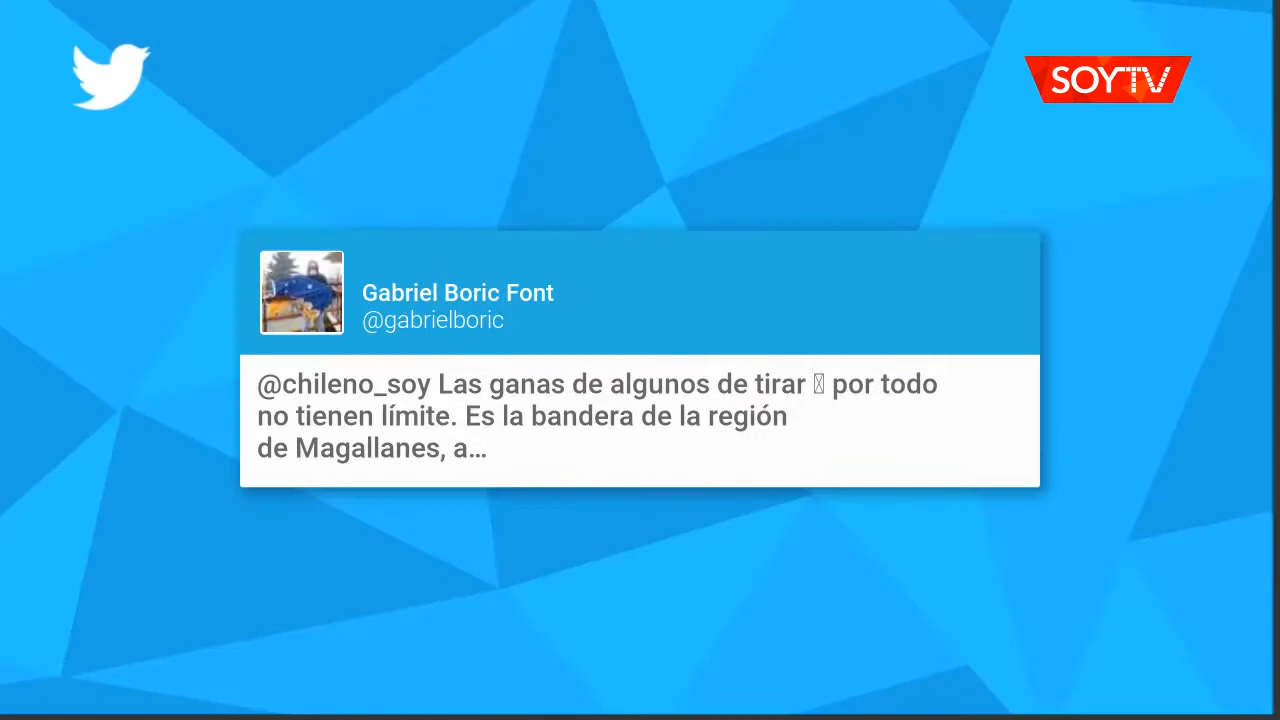 SOYTV
Gabriel Boric Font
@gabrielboric
@chileno_soy Las ganas de algunos de tirar por todo
no tienen límite. Es la bandera de la región
de Magallanes, a…